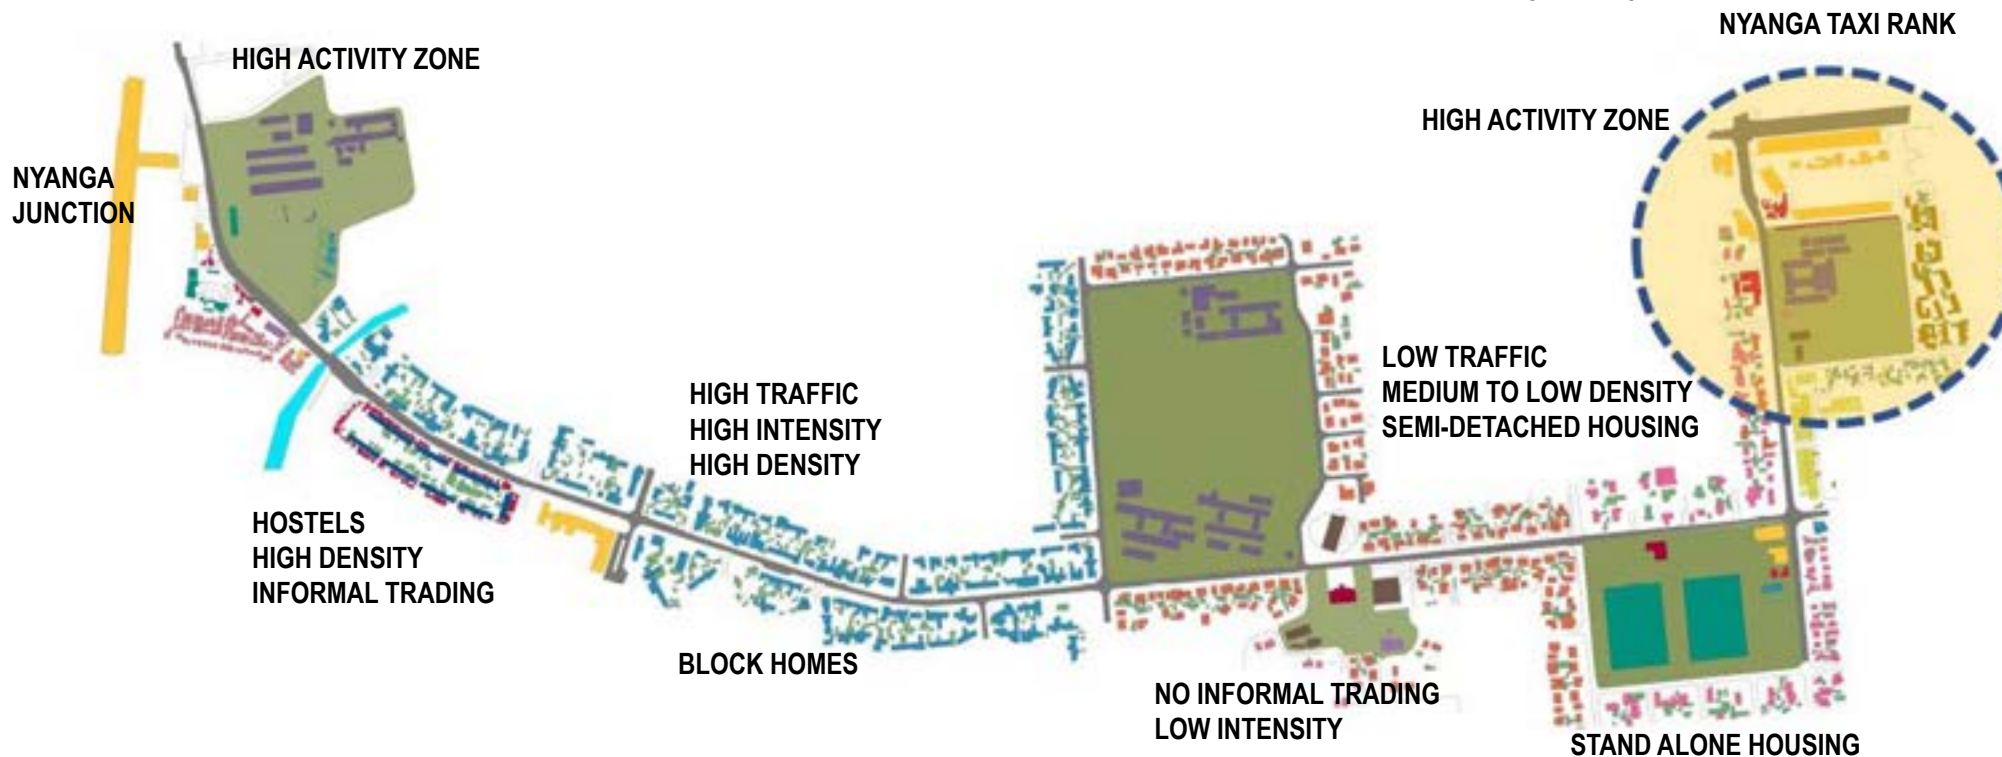 NYANGA TAXI RANK
HIGH ACTIVITY ZONE
HIGH ACTIVITY ZONE
NYANGA
JUNCTION
HIGH TRAFFIC
HIGH INTENSITY
HIGH DENSITY
LOW TRAFFIC
MEDIUM TO LOW DENSITY
SEMI-DETACHED HOUSING
HOSTELS
HIGH DENSITY
INFORMAL TRADING
BLOCK HOMES
NO INFORMAL TRADING
LOW INTENSITY
STAND ALONE HOUSING